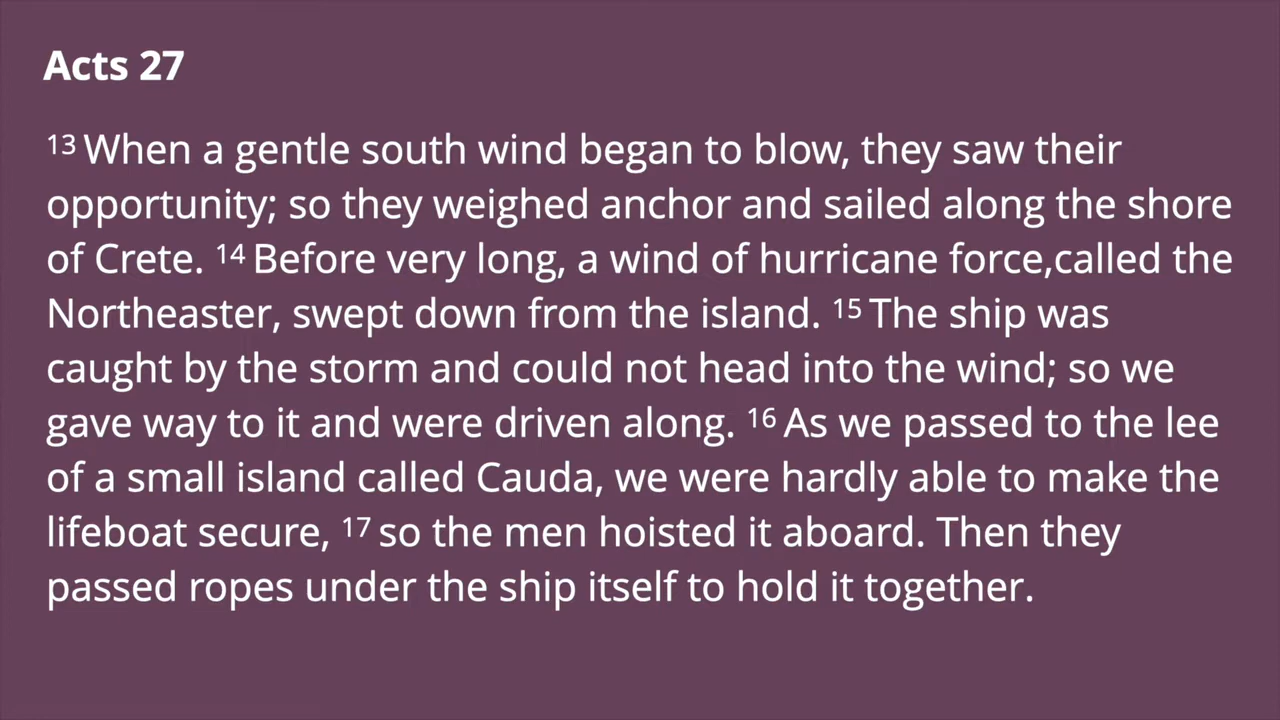 Acts 27
13 When a gentle south wind began to blow, they saw their
opportunity; so they weighed anchor and sailed along the shore
of Crete. 14 Before very long, a wind of hurricane force,called the
Northeaster, swept down from the island. 15 The ship was
caught by the storm and could not head into the wind; so we
gave way to it and were driven along. 16 As we passed to the lee
of a small island called Cauda, we were hardly able to make the
lifeboat secure, 17 so the men hoisted it aboard. Then they
passed ropes under the ship itself to hold it together.